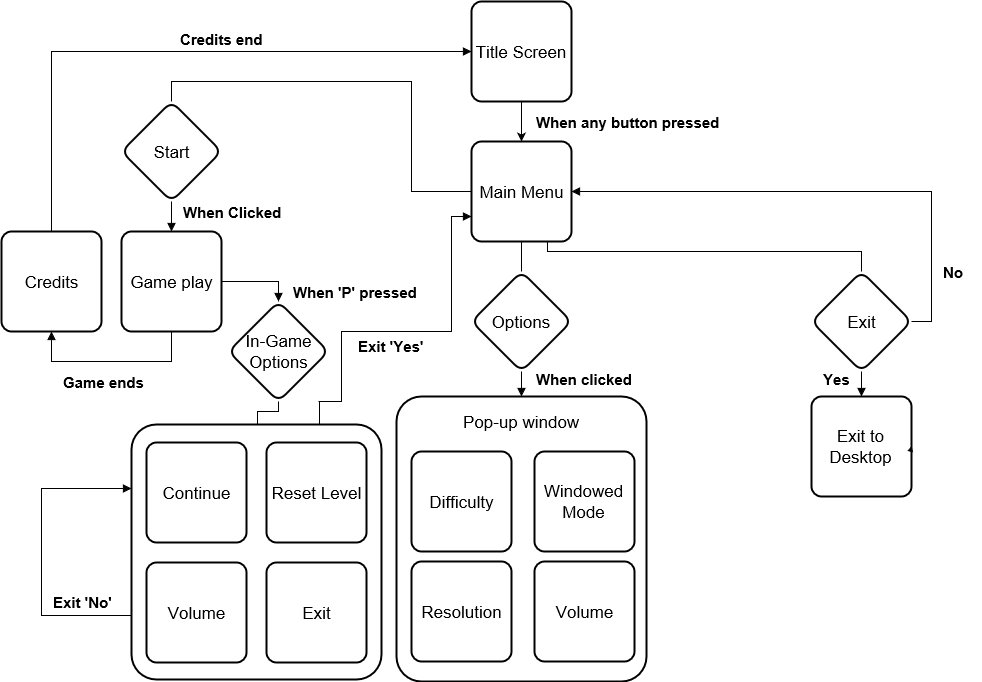 Credits end
Title Screen
When any button pressed
Start
Main Menu
When Clicked
Credits
Game play
When 'P' pressed
No
In-Game
Options
Exit 'Yes'
Options
Exit
Game ends
When clicked
Yes
Pop-up window
Exit to
Desktop
Continue
Reset Level
Difficulty
Windowed
Mode
Exit 'No'
Volume
Exit
Resolution
Volume